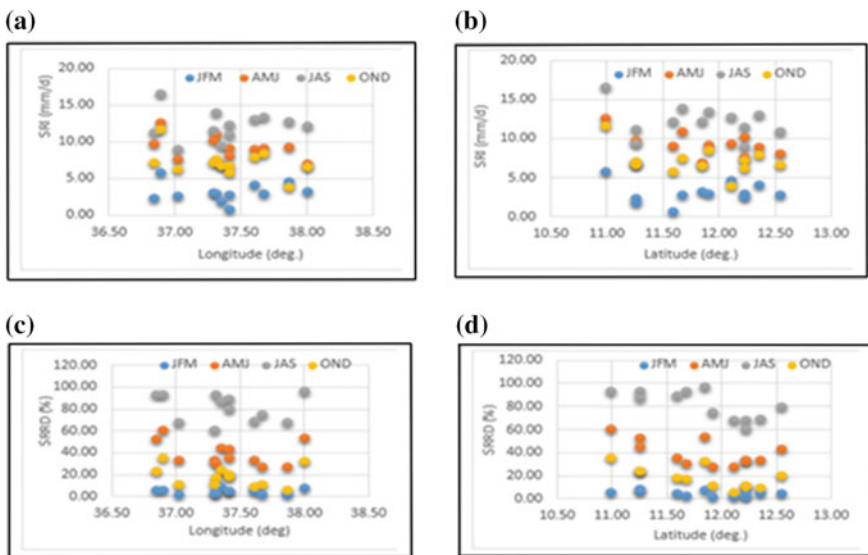 (a)
(b)
JFM AMJ JAS OND
SRI (mm/d)
20.00
15.00
10.00
5.00
0.00
36.50 37.00 37.50 38.00 38.50
Longitude (deg.)
JFM AMJ JAS OND
SRI (mm/d)
20.00
15.00
10.00
5.00
0.00
10.50 11.00 11.50 12.00 12.50 13.00
Latitude (deg.)
(c)
(d)
JFM AMJ JAS OND
SRRD (%)
120.00
100.00
80.00
60.00
40.00
20.00
0.00
36.50 37.00 37.50 38.00 38.50
Longitude (deg)
JFM AMJ JAS OND
SRRD (%)
120.00
100.00
80.00
60.00
40.00
20.00
0.00
10.50 11.00 11.50 12.00 12.50 13.00
Latitude (deg.)